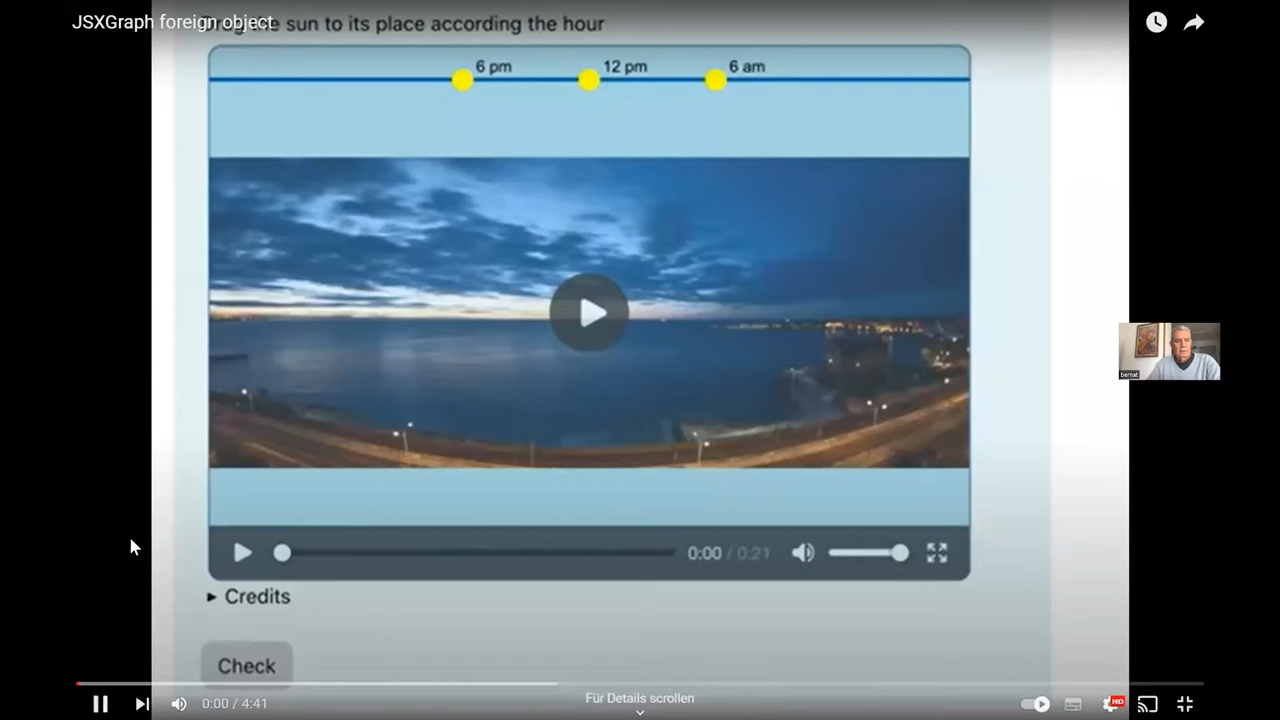 JSXGraph foreign object
sun to its place according the hour
6 pm
12 pm
6 am
0:00 / 0:21
Credits
Check
bernat
0:00 / 4:41
Für Details scrollen
HD